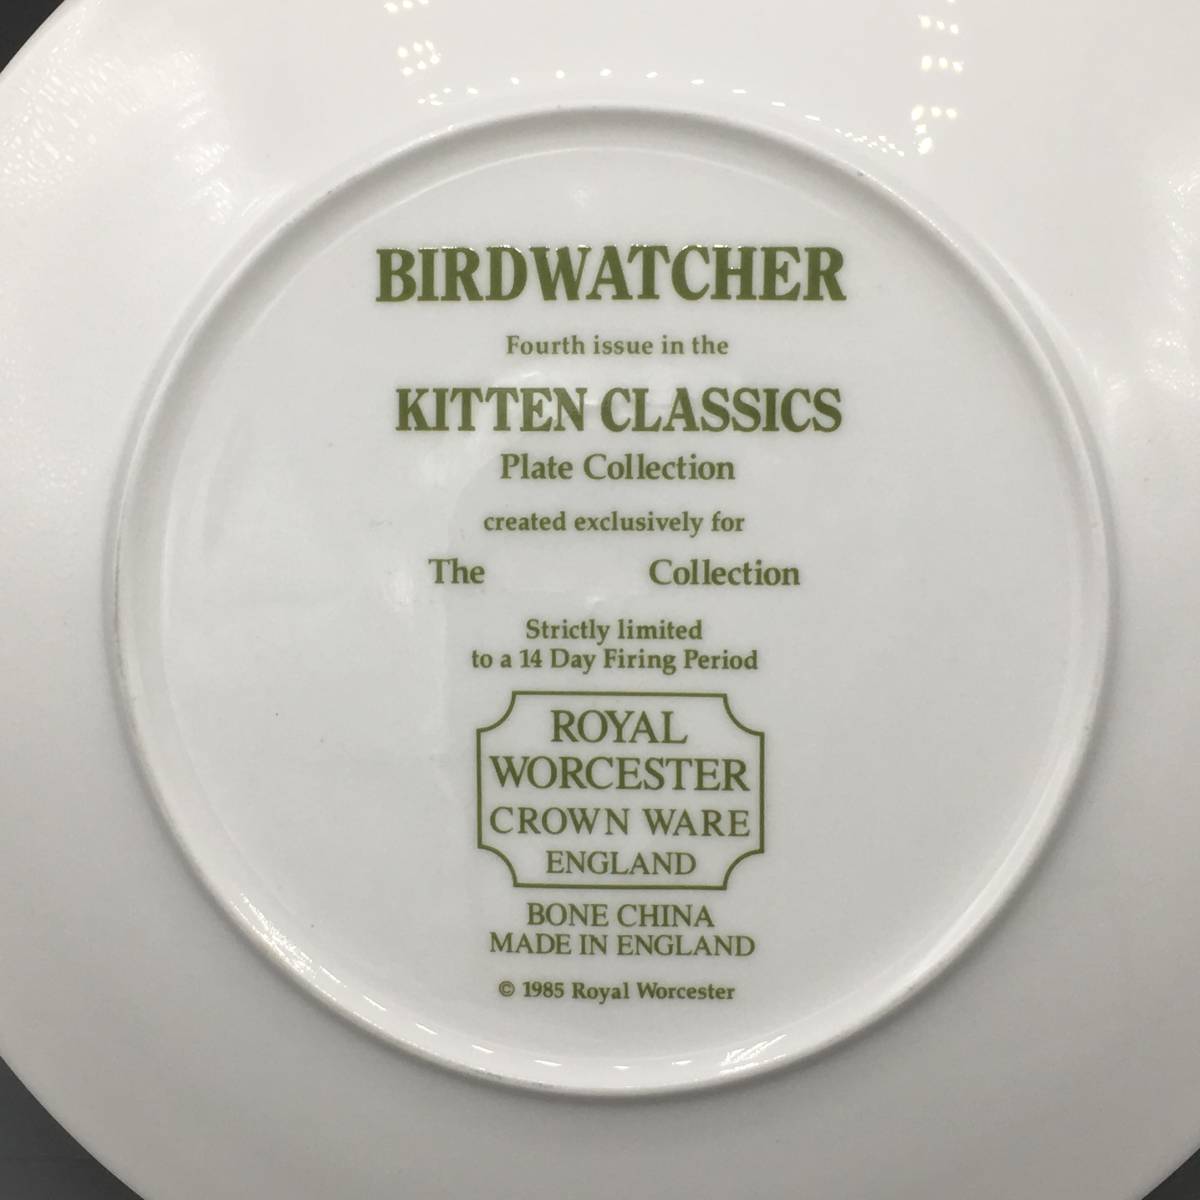 BIRDWATCHER
Fourth issue in the
KITTEN CLASSICS
Plate Collection
created exclusively for
The Collection
Strictly limited
to a 14 Day Firing Period
ROYAL
WORCESTER
CROWN WARE
ENGLAND
BONE CHINA
MADE IN ENGLAND
© 1985 Royal Worcester